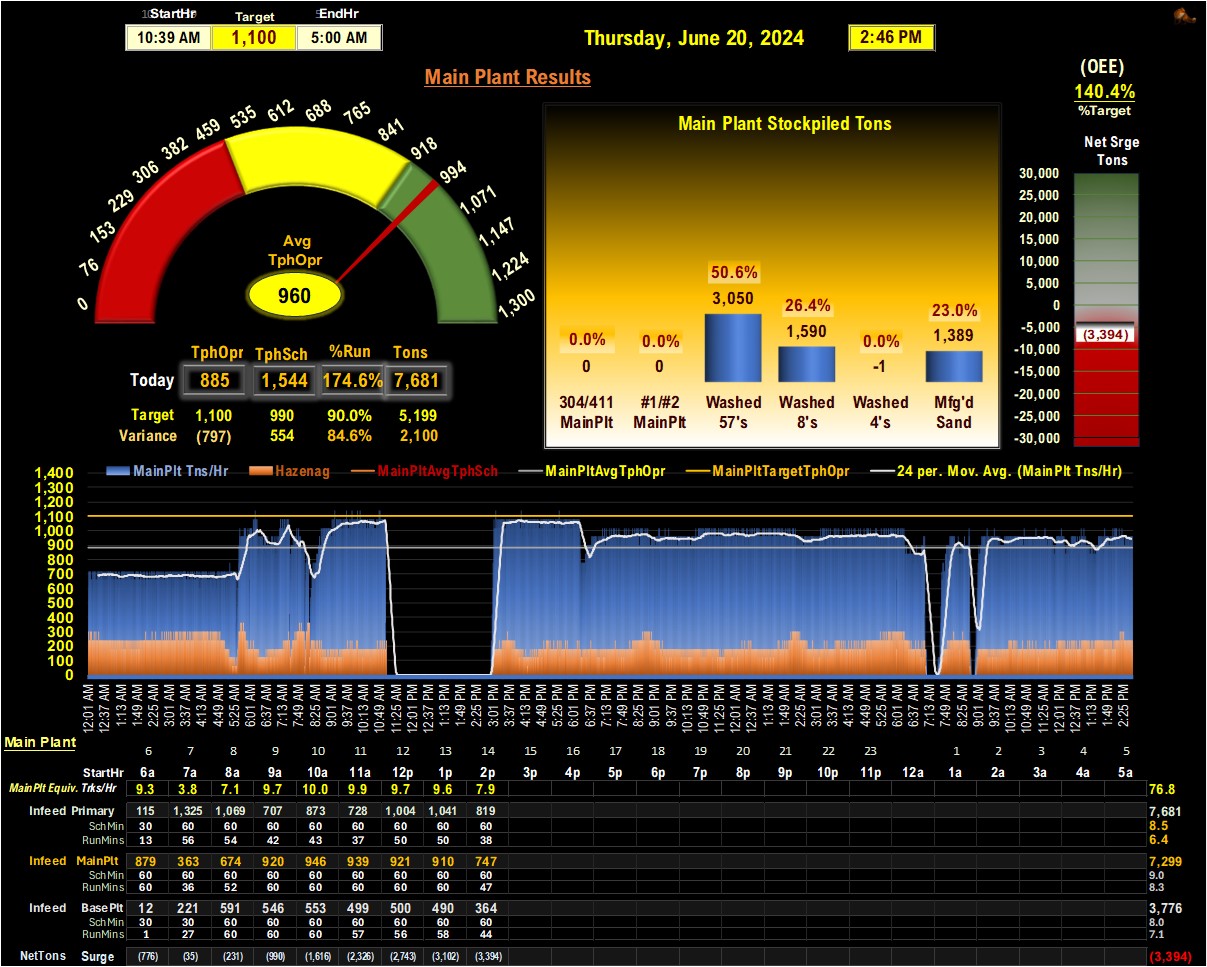 StartHr Target EndHr
10:39 AM 1,100 5:00 AM
Thursday, June 20, 2024 2:46 PM
Main Plant Results
(OEE)
140.4%
%Target
Net Srge
Tons
30,000
25,000
20,000
15,000
10,000
5,000
0
-5,000
(3,394)
-10,000
-15,000
-20,000
-25,000
-30,000
0 76 153 229 306 382 459 535 612 688 765 841 918 994 1,071 1,147 1,224 1,300
Avg
TphOpr
960
Main Plant Stockpiled Tons
0.0% 0.0% 50.6% 26.4% 0.0% 23.0%
0 0 3,050 1,590 -1 1,389
304/411 #1/#2 Washed Washed Washed Mfg'd
MainPlt MainPlt 57's 8's 4's Sand
TphOpr TphSch %Run Tons
Today 885 1,544 174.6% 7,681
Target 1,100 990 90.0% 5,199
Variance (797) 554 84.6% 2,100
MainPlt Tns/Hr Hazenag MainPltAvgTphSch MainPltAvgTphOpr MainPltTargetTphOpr 24 per. Mov. Avg. (MainPlt Tns/Hr)
1,400
1,300
1,200
1,100
1,000
900
800
700
600
500
400
300
200
100
0
12:01 AM 12:37 AM 1:13 AM 1:49 AM 2:25 AM 3:01 AM 3:37 AM 4:13 AM 4:49 AM 5:25 AM 6:01 AM 6:37 AM 7:13 AM 7:49 AM 8:25 AM 9:01 AM 9:37 AM 10:13 AM 10:49 AM 11:25 AM 12:01 PM 12:37 PM 1:13 PM 1:49 PM 2:25 PM 3:01 PM 3:37 PM 4:13 PM 4:49 PM 5:25 PM 6:01 PM 6:37 PM 7:13 PM 7:49 PM 8:25 PM 9:01 PM 9:37 PM 10:13 PM 10:49 PM 11:25 PM 12:01 AM 12:37 AM 1:13 AM 1:49 AM 2:25 AM 3:01 AM 3:37 AM 4:13 AM 4:49 AM 5:25 AM 6:01 AM 6:37 AM 7:13 AM 7:49 AM 8:25 AM 9:01 AM 9:37 AM 10:13 AM 10:49 AM 11:25 AM 12:01 PM 12:37 PM 1:13 PM 1:49 PM 2:25 PM
Main Plant
6 7 8 9 10 11 12 13 14 15 16 17 18 19 20 21 22 23 1 2 3 4 5
StartHr 6a 7a 8a 9a 10a 11a 12p 1p 2p 3p 4p 5p 6p 7p 8p 9p 10p 11p 12a 1a 2a 3a 4a 5a
MainPlt Equiv. Trks/Hr 9.3 3.8 7.1 9.7 10.0 9.9 9.7 9.6 7.9 76.8
Infeed Primary 115 1,325 1,069 707 873 728 1,004 1,041 819 7,681
SchMin 30 60 60 60 60 60 60 60 60 8.5
RunMins 13 56 54 42 43 37 50 50 38 6.4
Infeed MainPlt 879 363 674 920 946 939 921 910 747 7,299
SchMin 60 60 60 60 60 60 60 60 60 9.0
RunMins 60 36 52 60 60 60 60 60 47 8.3
Infeed BasePlt 12 221 591 546 553 499 500 490 364 3,776
SchMin 30 30 60 60 60 60 60 60 60 8.0
RunMins 1 27 60 60 60 57 56 58 44 7.1
NetTons Surge (776) (35) (231) (990) (1,616) (2,326) (2,743) (3,102) (3,394) (3,394)